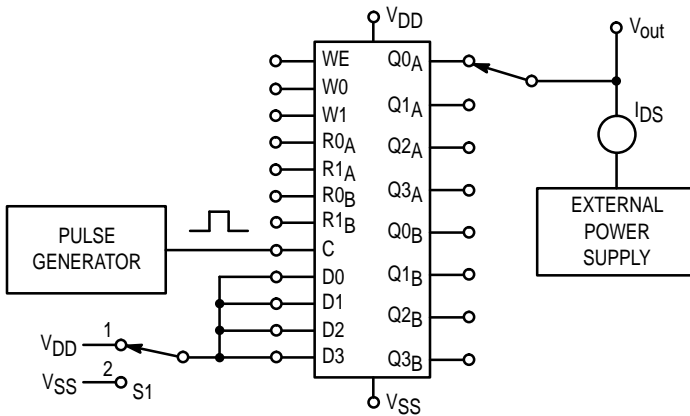 VDD
WE
W0
W1
R0A
R1A
R0B
R1B
C
D0
D1
D2
D3
Q0A
Q1A
Q2A
Q3A
Q0B
Q1B
Q2B
Q3B
VSS
Vout
IDS
EXTERNAL
POWER
SUPPLY
PULSE
GENERATOR
VDD 1
VSS 2 S1